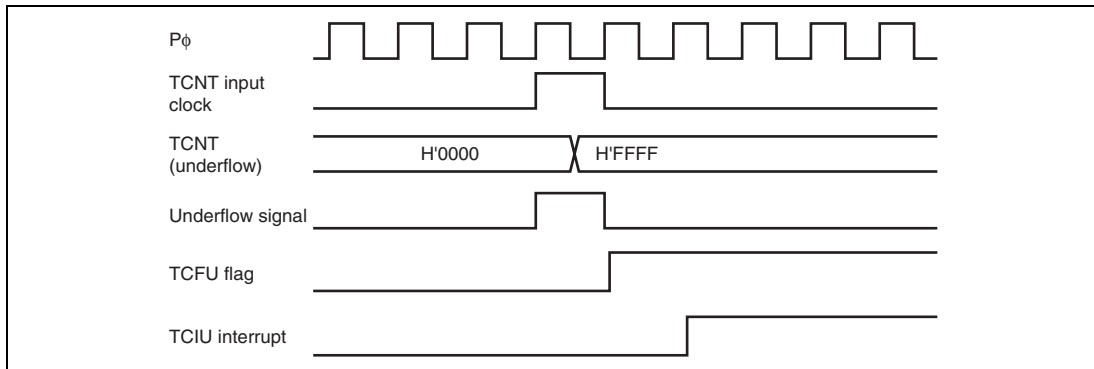 Pϕ
TCNT input
clock
TCNT
(underflow)
H'0000
H'FFFF
Underflow signal
TCFU flag
TCIU interrupt